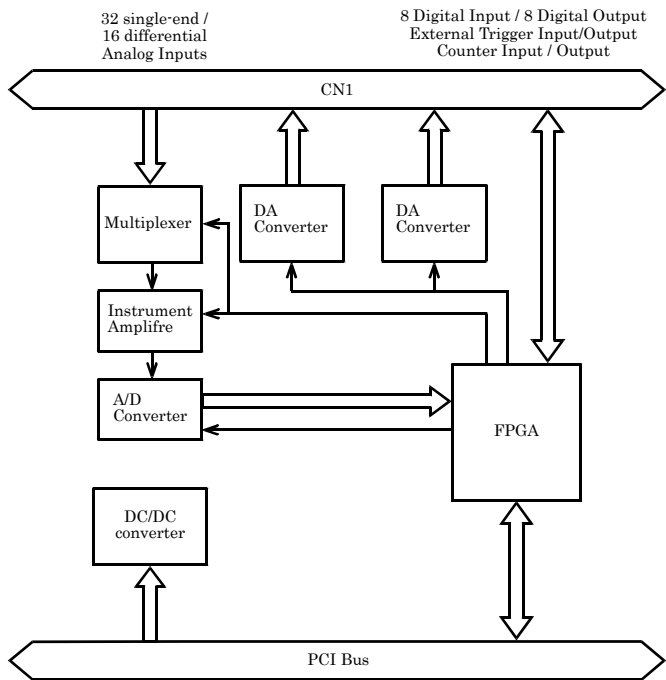 32 single-end /
16 differential
Analog Inputs
8 Digital Input / 8 Digital Output
External Trigger Input/Output
Counter Input / Output
CN1
Multiplexer
DA
Converter
DA
Converter
Instrument
Amplifre
A/D
Converter
FPGA
DC/DC
converter
PCI Bus